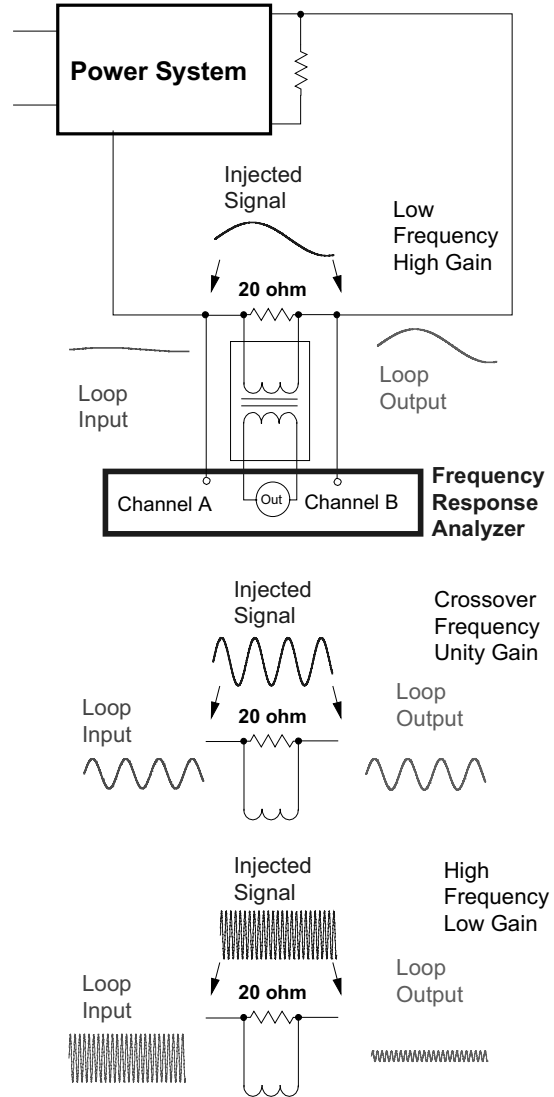 Power System
Injected
Signal
Low
Frequency
High Gain
20 ohm
Loop
Input
Loop
Output
Channel A
Out
Channel B
Frequency
Response
Analyzer
Injected
Signal
Crossover
Frequency
Unity Gain
Loop
Input
20 ohm
Loop
Output
Injected
Signal
High
Frequency
Low Gain
Loop
Input
20 ohm
Loop
Output